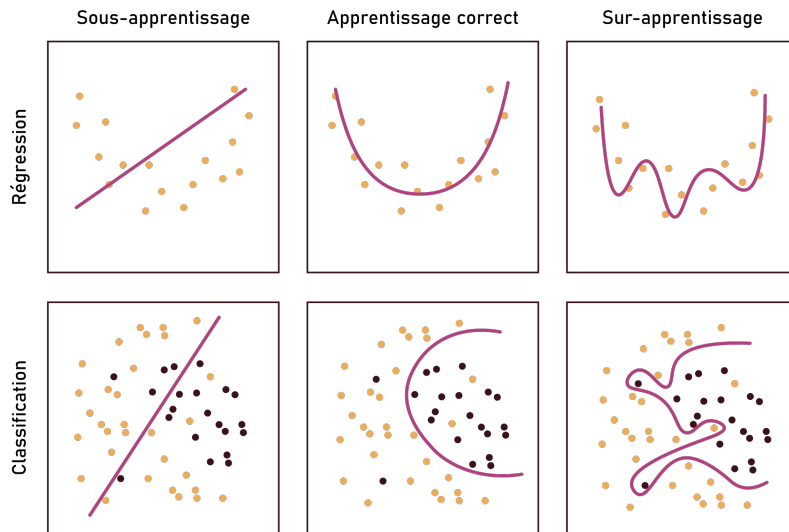 Sous-apprentissage
Apprentissage correct
Sur-apprentissage
Régression
Classification